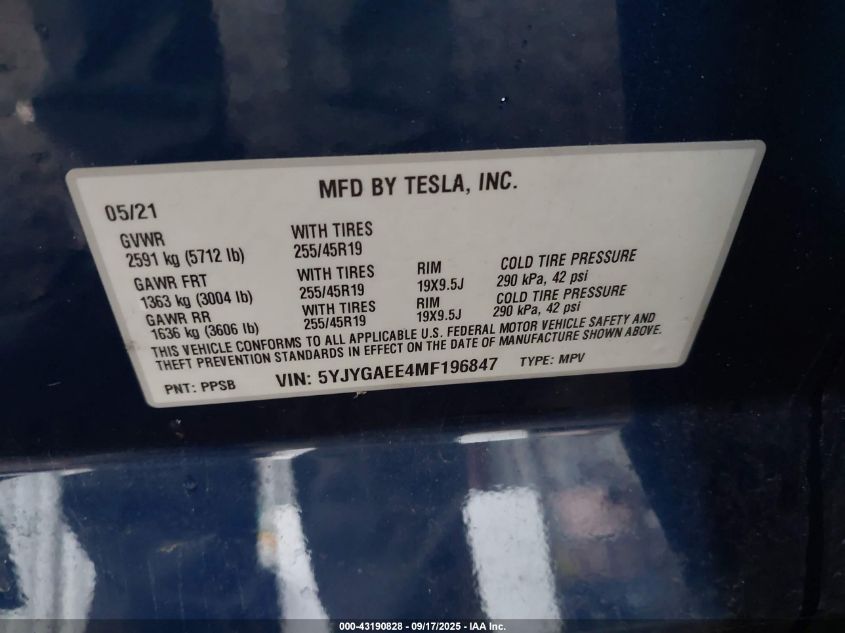 MFD BY TESLA, INC.
05/21
GVWR
2591 kg (5712 lb)
WITH TIRES
255/45R19
GAWR FRT
1363 kg (3004 lb)
WITH TIRES
255/45R19
RIM
19X9.5J
COLD TIRE PRESSURE
290 kPa, 42 psi
GAWR RR
1636 kg (3606 lb)
WITH TIRES
255/45R19
RIM
19X9.5J
COLD TIRE PRESSURE
290 kPa, 42 psi
THIS VEHICLE CONFORMS TO ALL APPLICABLE U.S. FEDERAL MOTOR VEHICLE SAFETY AND
THEFT PREVENTION STANDARDS IN EFFECT ON THE DATE OF MANUFACTURE SHOWN ABOVE.
PNT: PPSB VIN: 5YJYGAEE4MF196847 TYPE: MPV
000-43190828 - 09/17/2025 - IAA Inc.